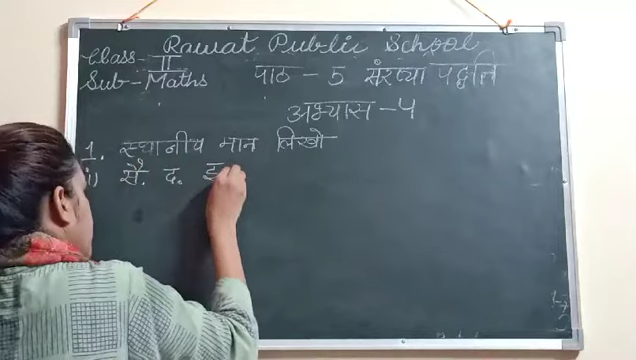 Rawat Public School
Class - II
Sub - Maths
पाठ - 5 संख्या पद्धति
अभ्यास - 4
1. स्थानीय मान लिखो
i) सै. द. इ